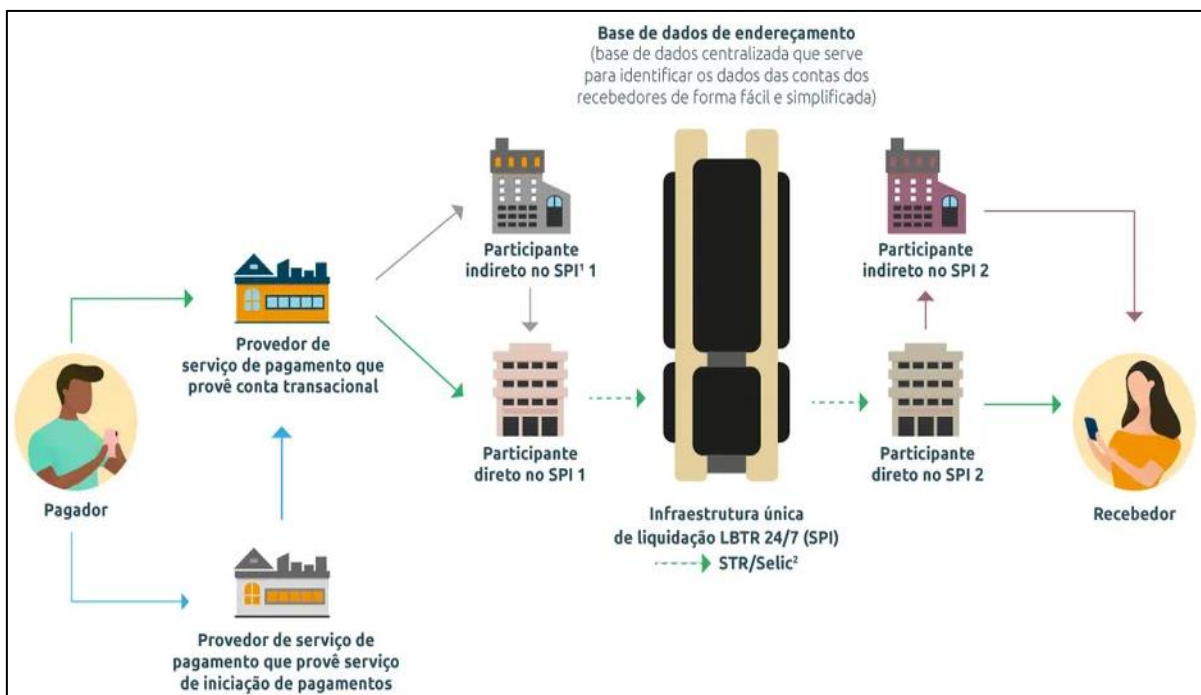 Base de dados de endereçamento
(base de dados centralizada que serve
para identificar os dados das contas dos
recebedores de forma fácil e simplificada)
Participante
indireto no SPI¹ 1
Participante
indireto no SPI 2
Provedor de
serviço de pagamento que
provê conta transacional
Participante
direto no SPI 1
Participante
direto no SPI 2
Pagador
Recebedor
Infraestrutura única
de liquidação LBTR 24/7 (SPI)
STR/Selic²
Provedor de serviço de
pagamento que provê serviço
de iniciação de pagamentos